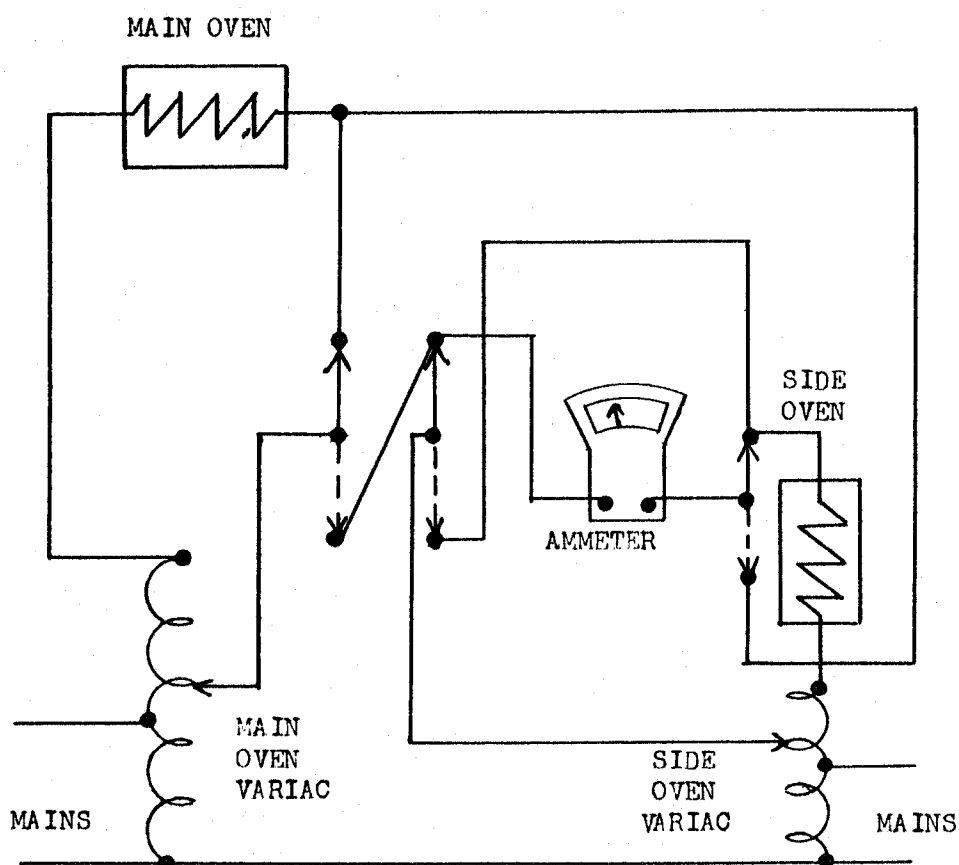 MAIN OVEN
SIDE
OVEN
AMMETER
MAIN
OVEN
VARIAC
SIDE
OVEN
VARIAC
MAINS
MAINS